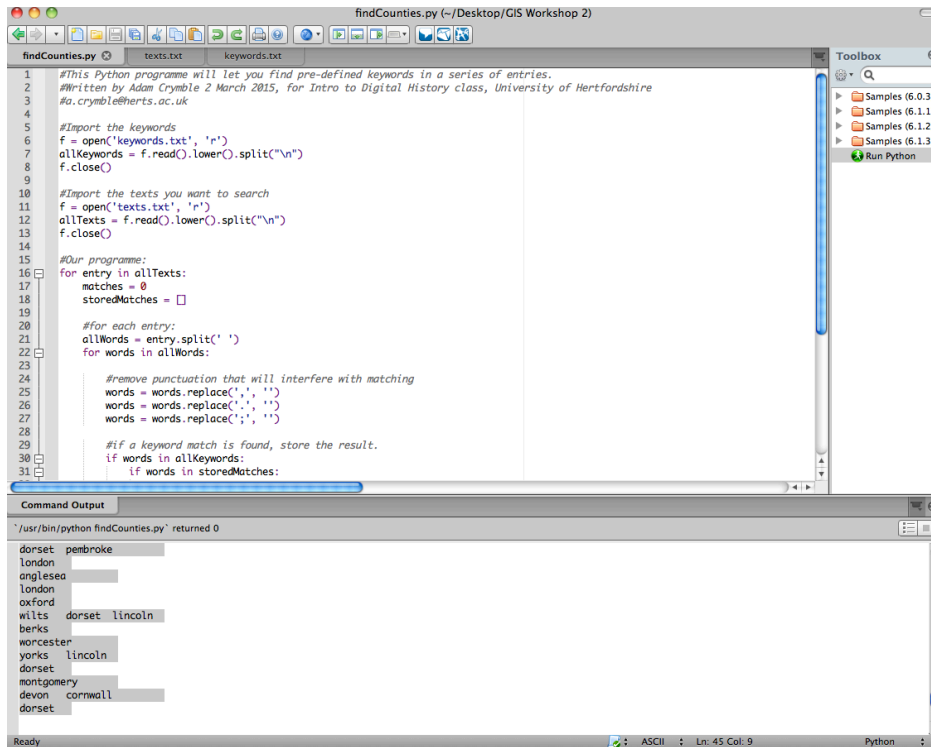 findCounties.py (~/Desktop/GIS Workshop 2)
findCounties.py texts.txt keywords.txt
1 #This Python programme will let you find pre-defined keywords in a series of entries.
2 #Written by Adam Crymble 2 March 2015, for Intro to Digital History class, University of Hertfordshire
3 #a.crymble@herts.ac.uk
4
5 #Import the keywords
6 f = open('keywords.txt', 'r')
7 allKeywords = f.read().lower().split("\n")
8 f.close()
9
10 #Import the texts you want to search
11 f = open('texts.txt', 'r')
12 allTexts = f.read().lower().split("\n")
13 f.close()
14
15 #Our programme:
16 for entry in allTexts:
17 matches = 0
18 storedMatches = []
19
20 #for each entry:
21 allWords = entry.split(' ')
22 for words in allWords:
23
24 #remove punctuation that will interfere with matching
25 words = words.replace(',', '')
26 words = words.replace('.', '')
27 words = words.replace(';', '')
28
29 #if a keyword match is found, store the result.
30 if words in allKeywords:
31 if words in storedMatches:
Toolbox
Samples (6.0.3
Samples (6.1.1
Samples (6.1.2
Samples (6.1.3
Run Python
Command Output
`/usr/bin/python findCounties.py` returned 0
dorset pembroke
london
anglesea
london
oxford
wilts dorset lincoln
berks
worcester
yorks lincoln
dorset
montgomery
devon cornwall
dorset
Ready ASCII Ln: 45 Col: 9 Python